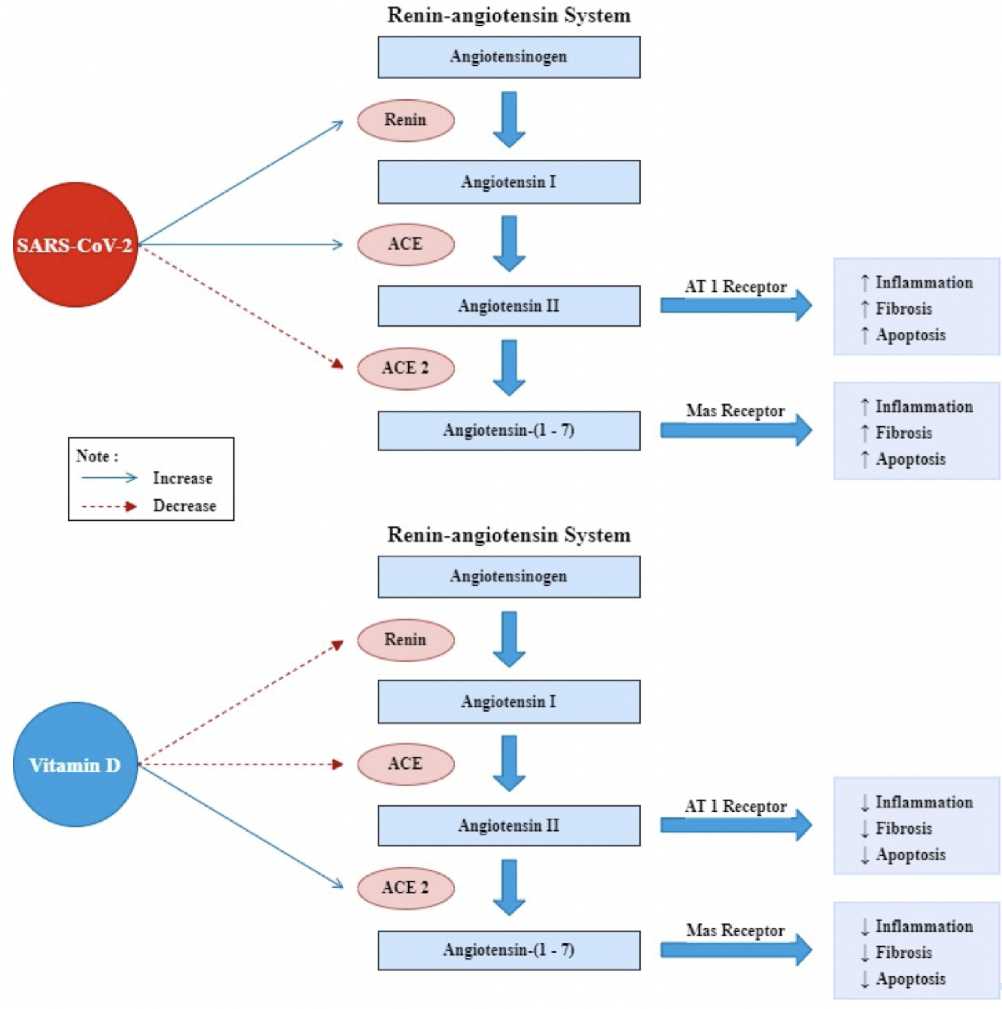 Renin-angiotensin System
Angiotensinogen
Renin
Angiotensin I
SARS-CoV-2
ACE
Angiotensin II
AT 1 Receptor
↑ Inflammation
↑ Fibrosis
↑ Apoptosis
ACE 2
Angiotensin-(1 - 7)
Mas Receptor
↑ Inflammation
↑ Fibrosis
↑ Apoptosis
Note :
Increase
Decrease
Renin-angiotensin System
Angiotensinogen
Renin
Angiotensin I
Vitamin D
ACE
Angiotensin II
AT 1 Receptor
↓ Inflammation
↓ Fibrosis
↓ Apoptosis
ACE 2
Angiotensin-(1 - 7)
Mas Receptor
↓ Inflammation
↓ Fibrosis
↓ Apoptosis